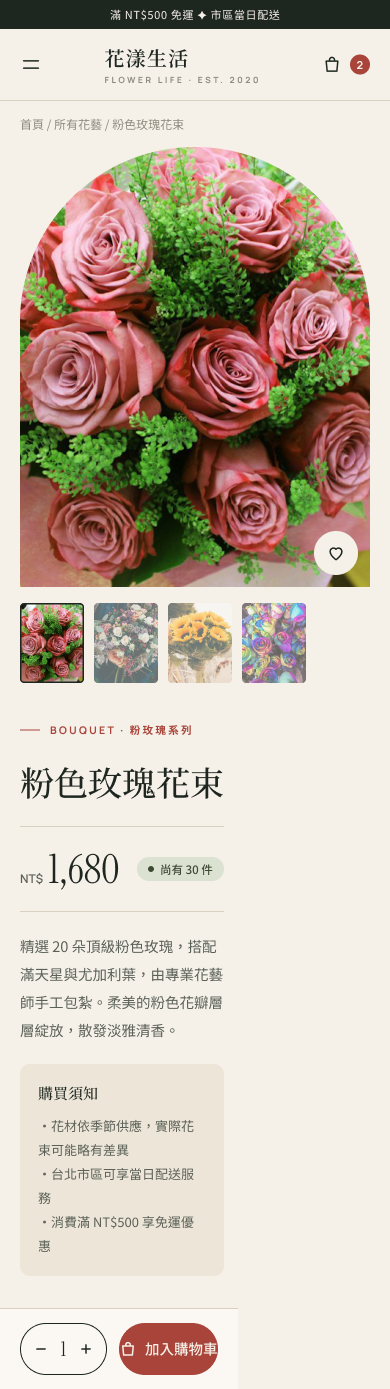 滿 NT$500 免運 ✦ 市區當日配送
花漾生活
FLOWER LIFE · EST. 2020
2
首頁 / 所有花藝 / 粉色玫瑰花束
BOUQUET · 粉玫瑰系列
粉色玫瑰花束
NT$ 1,680
尚有 30 件
精選 20 朵頂級粉色玫瑰，搭配
滿天星與尤加利葉，由專業花藝
師手工包紮。柔美的粉色花瓣層
層綻放，散發淡雅清香。
購買須知
・花材依季節供應，實際花
束可能略有差異
・台北市區可享當日配送服
務
・消費滿 NT$500 享免運優
惠
− 1 +
加入購物車